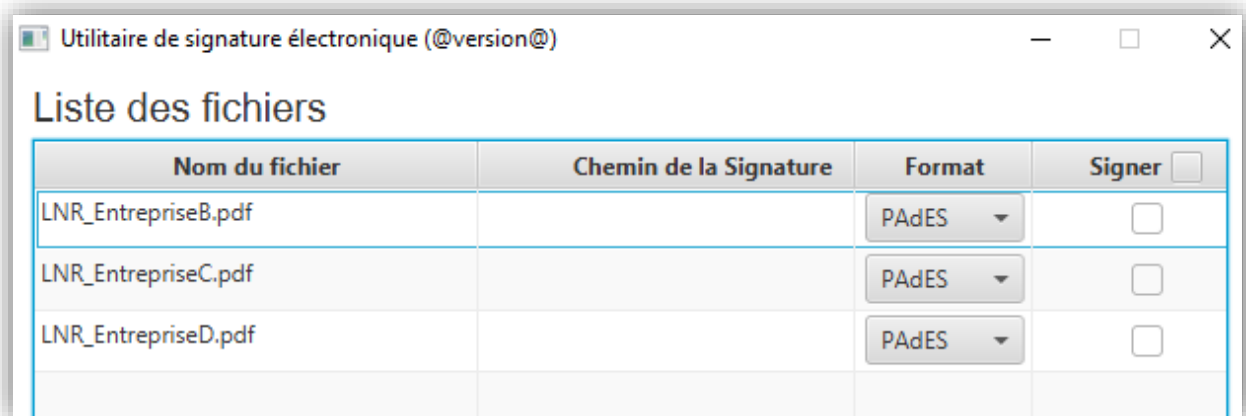 Utilitaire de signature électronique (@version@)
Liste des fichiers
Nom du fichier Chemin de la Signature Format Signer
LNR_EntrepriseB.pdf PAdES
LNR_EntrepriseC.pdf PAdES
LNR_EntrepriseD.pdf PAdES